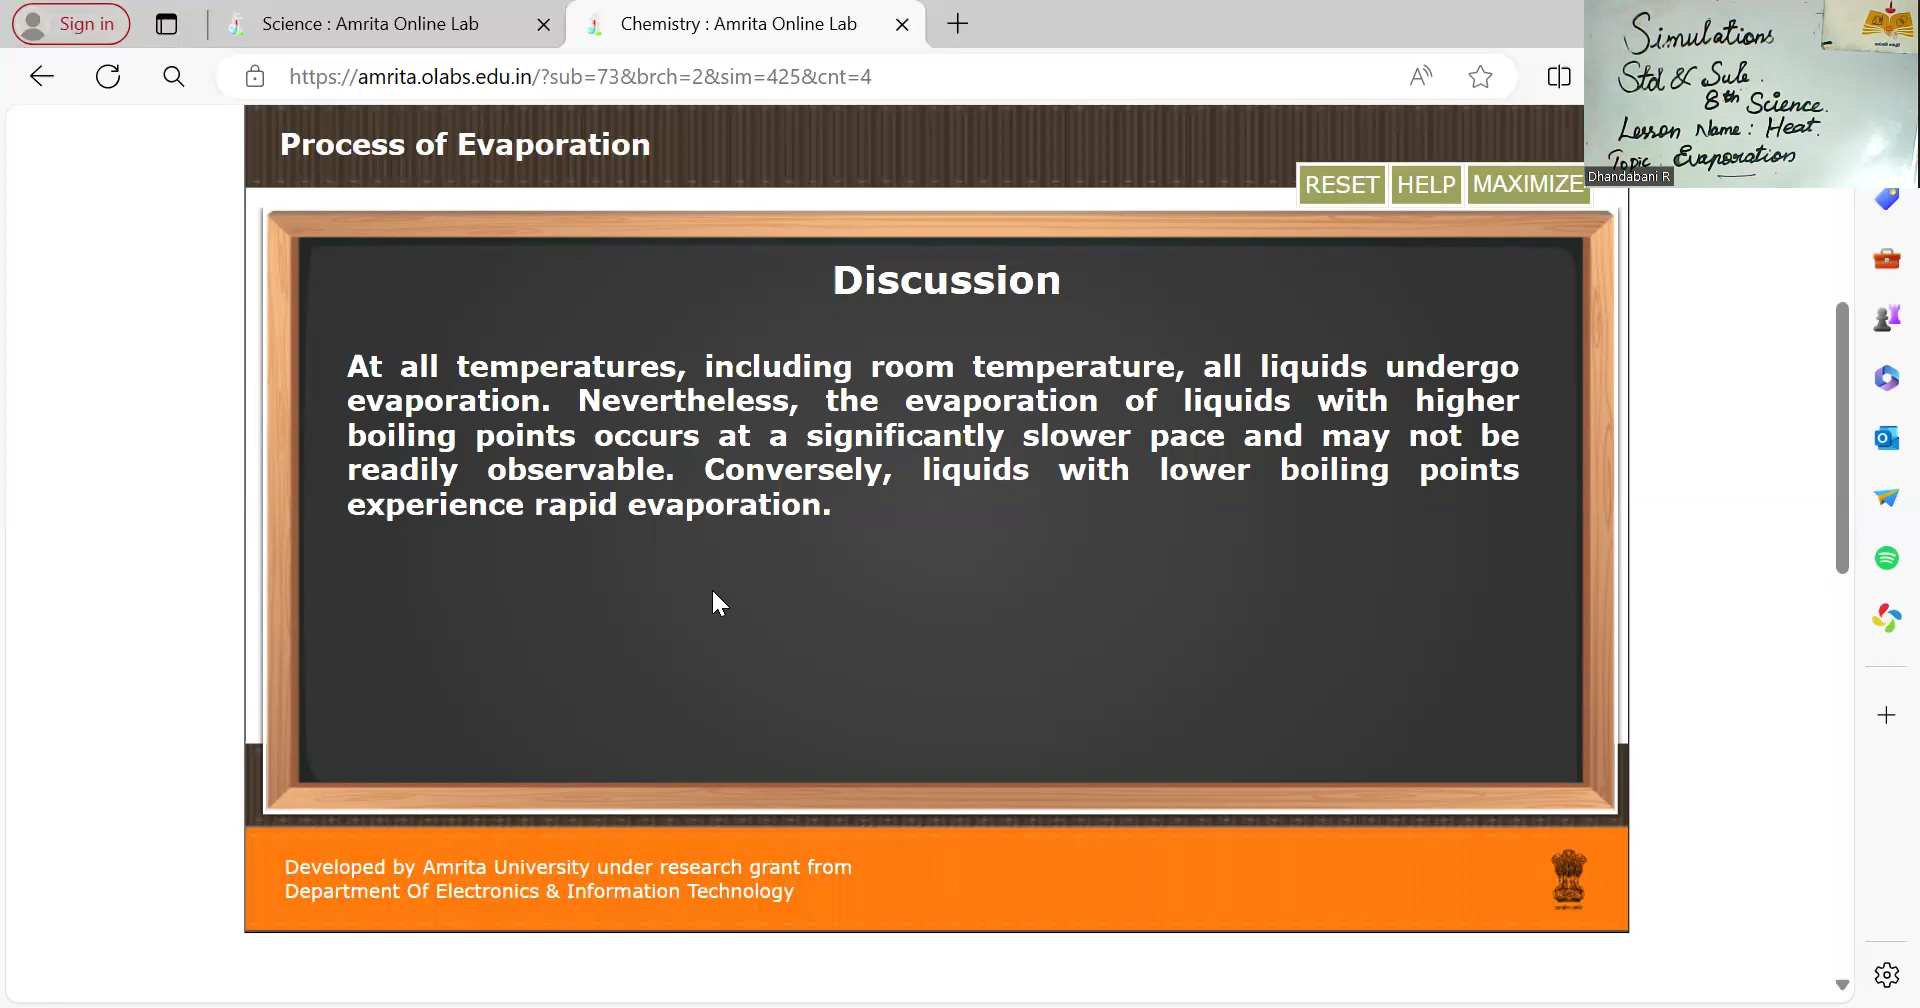 Sign in
Science : Amrita Online Lab
Chemistry : Amrita Online Lab
https://amrita.olabs.edu.in/?sub=73&brch=2&sim=425&cnt=4
Simulations
Std & Sub.
8th Science.
Lesson Name: Heat.
Topic. Evaporation
Dhandabani R
Process of Evaporation
RESET HELP MAXIMIZE
Discussion
At all temperatures, including room temperature, all liquids undergo
evaporation. Nevertheless, the evaporation of liquids with higher
boiling points occurs at a significantly slower pace and may not be
readily observable. Conversely, liquids with lower boiling points
experience rapid evaporation.
Developed by Amrita University under research grant from
Department Of Electronics & Information Technology